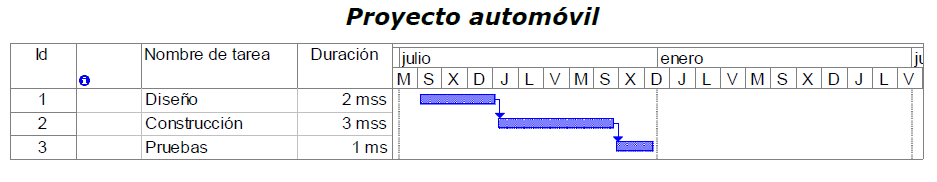 Proyecto automóvil
Id Nombre de tarea Duración julio enero ju
M S X D J L V M S X D J L V M S X D J L V
1 Diseño 2 mss
2 Construcción 3 mss
3 Pruebas 1 ms